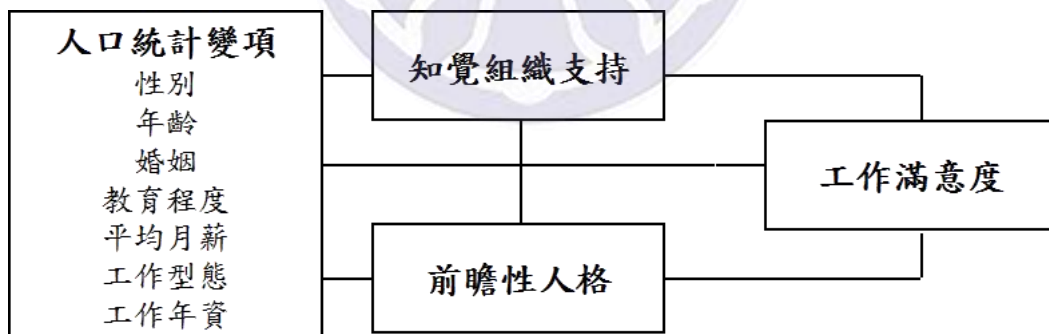 人口統計變項
性別
年齡
婚姻
教育程度
平均月薪
工作型態
工作年資
知覺組織支持
前瞻性人格
工作滿意度